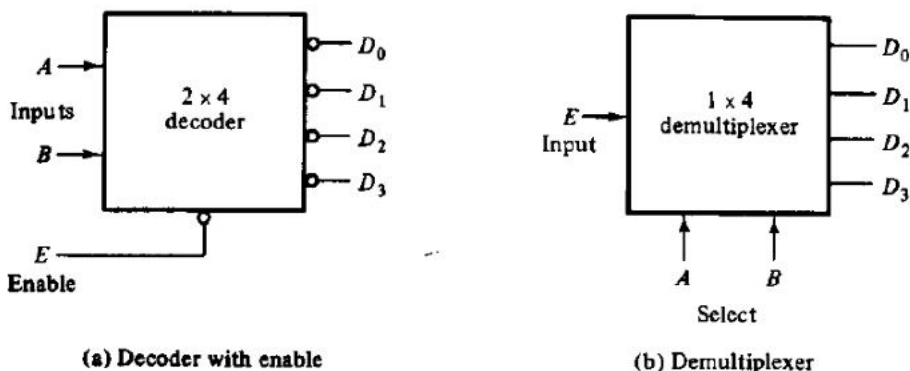 A
Inputs
B
2 × 4
decoder
D0
D1
D2
D3
E
Enable
(a) Decoder with enable
E
Input
1 × 4
demultiplexer
D0
D1
D2
D3
A B
Select
(b) Demultiplexer